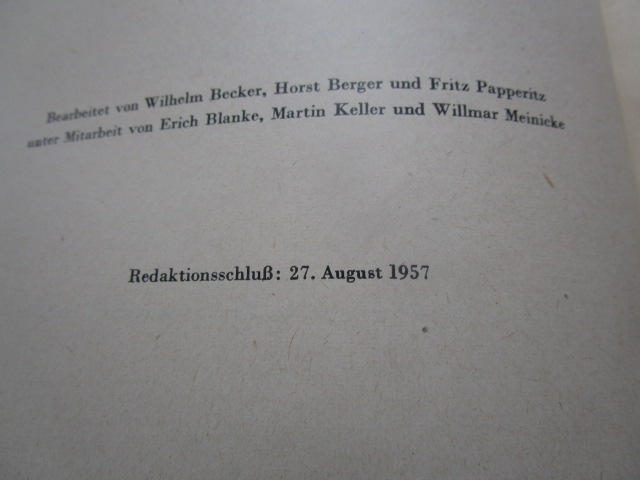 Bearbeitet von Wilhelm Becker, Horst Berger und Fritz Papperitz
unter Mitarbeit von Erich Blanke, Martin Keller und Willmar Meinicke
Redaktionsschluß: 27. August 1957